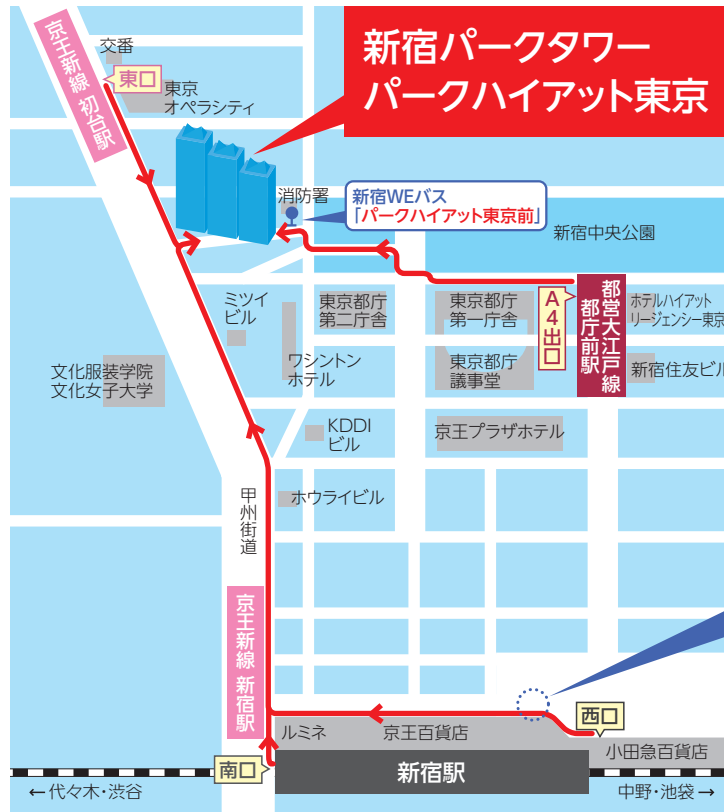 新宿パークタワー
パークハイアット東京
京王新線 初台駅
交番
東口
東京
オペラシティ
消防署
新宿WEバス
「パークハイアット東京前」
新宿中央公園
ミツイ
ビル
東京都庁
第二庁舎
東京都庁
第一庁舎
A4出口
都営大江戸線
都庁前駅
ホテルハイアット
リージェンシー東京
文化服装学院
文化女子大学
ワシントン
ホテル
東京都庁
議事堂
新宿住友ビル
KDDI
ビル
京王プラザホテル
甲州街道
ホウライビル
京王新線 新宿駅
西口
ルミネ
京王百貨店
小田急百貨店
南口
新宿駅
←代々木・渋谷
中野・池袋→